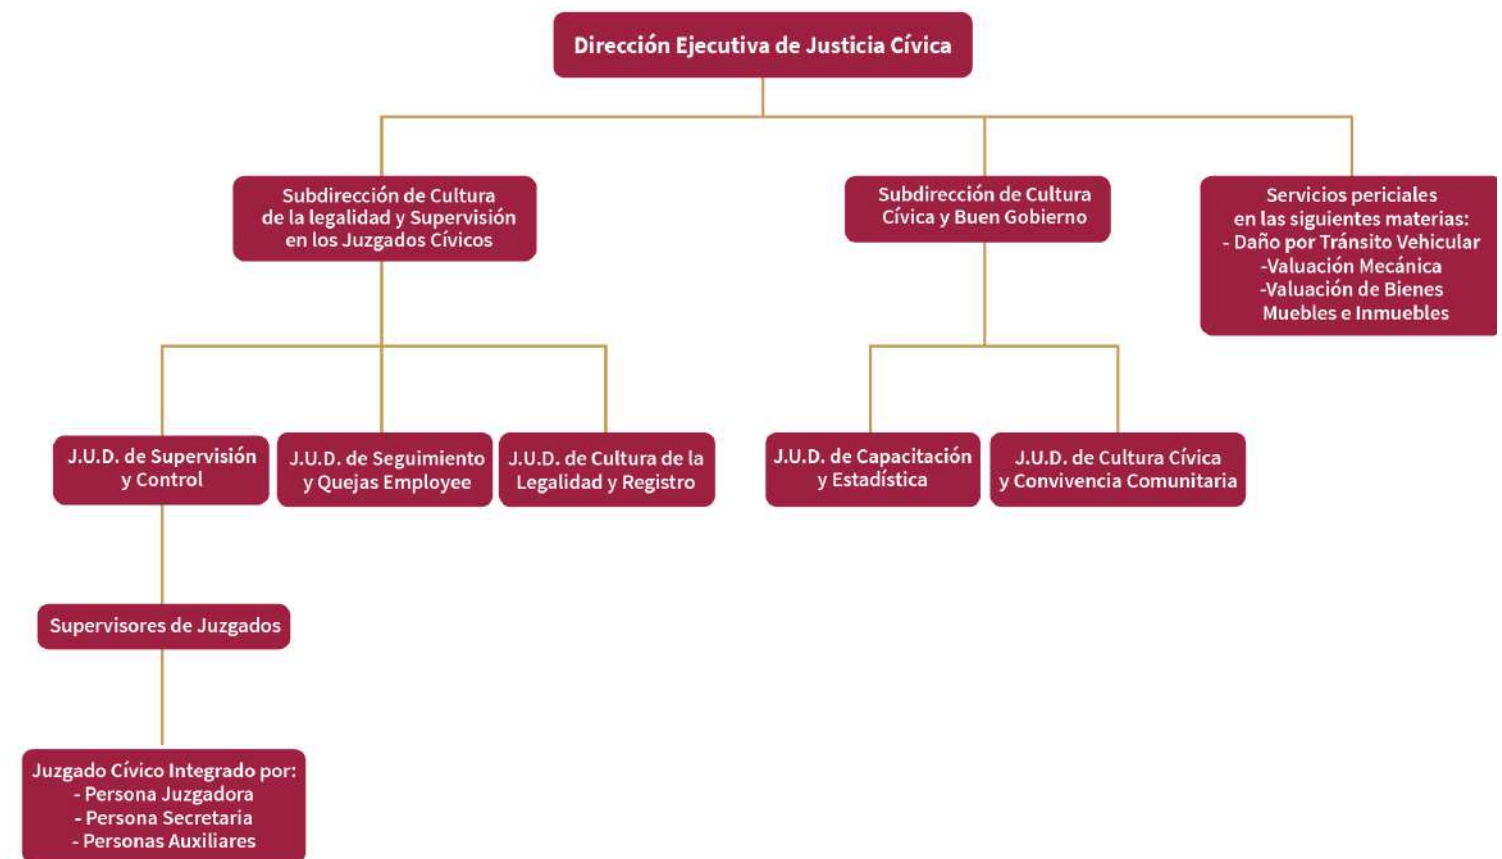 Dirección Ejecutiva de Justicia Cívica
Subdirección de Cultura
de la legalidad y Supervisión
en los Juzgados Cívicos
Subdirección de Cultura
Cívica y Buen Gobierno
Servicios periciales
en las siguientes materias:
- Daño por Tránsito Vehicular
-Valuación Mecánica
-Valuación de Bienes
Muebles e Inmuebles
J.U.D. de Supervisión
y Control
J.U.D. de Seguimiento
y Quejas Employee
J.U.D. de Cultura de la
Legalidad y Registro
J.U.D. de Capacitación
y Estadística
J.U.D. de Cultura Cívica
y Convivencia Comunitaria
Supervisores de Juzgados
Juzgado Cívico Integrado por:
- Persona Juzgadora
- Persona Secretaria
- Personas Auxiliares